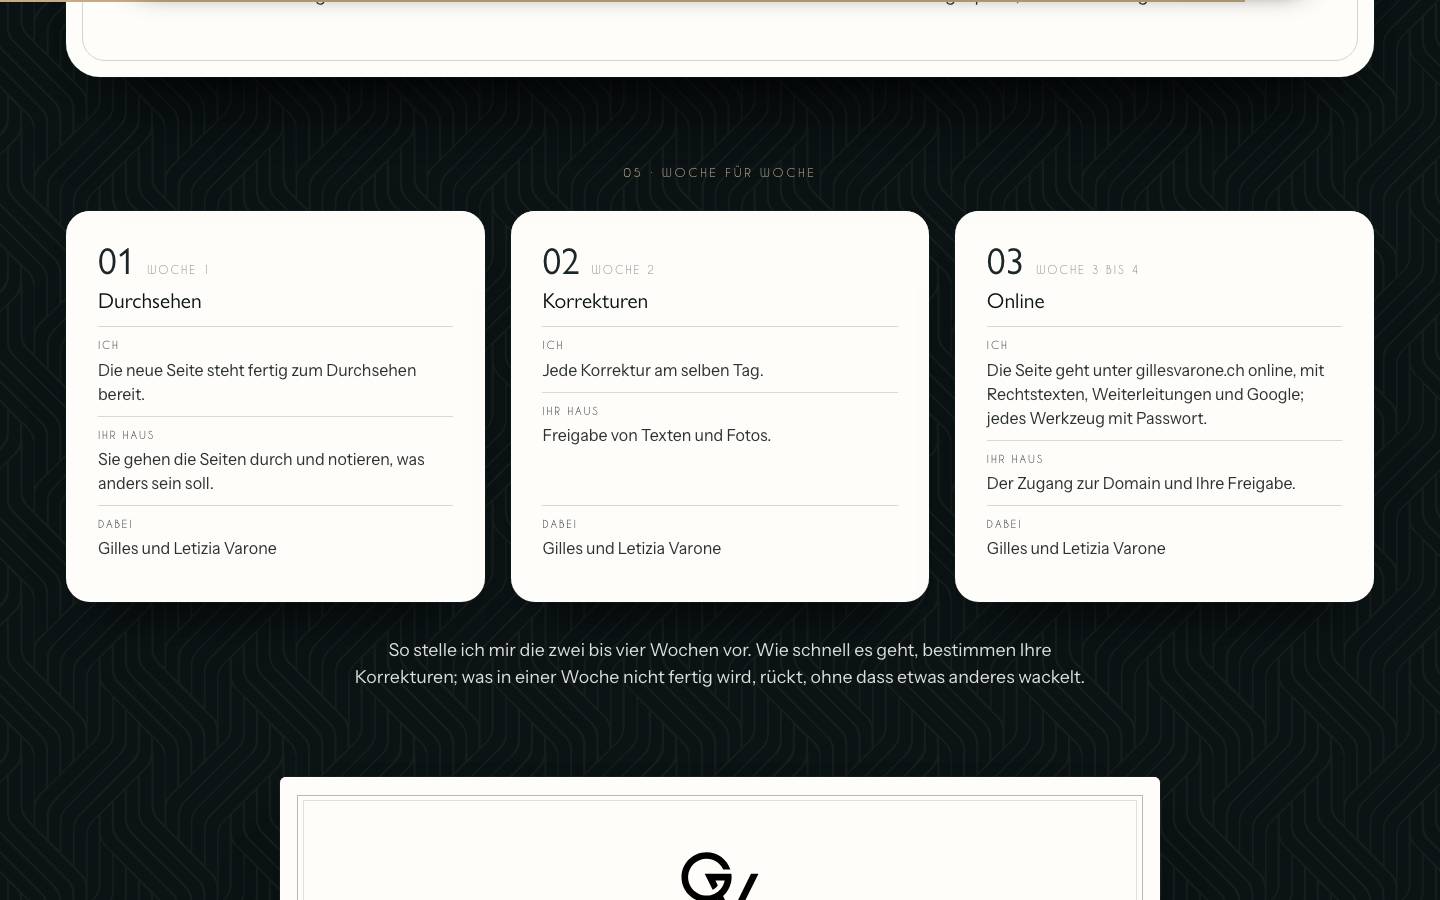 05 · WOCHE FÜR WOCHE
01 WOCHE 1
Durchsehen
ICH
Die neue Seite steht fertig zum Durchsehen
bereit.
IHR HAUS
Sie gehen die Seiten durch und notieren, was
anders sein soll.
DABEI
Gilles und Letizia Varone
02 WOCHE 2
Korrekturen
ICH
Jede Korrektur am selben Tag.
IHR HAUS
Freigabe von Texten und Fotos.
DABEI
Gilles und Letizia Varone
03 WOCHE 3 BIS 4
Online
ICH
Die Seite geht unter gillesvarone.ch online, mit
Rechtstexten, Weiterleitungen und Google;
jedes Werkzeug mit Passwort.
IHR HAUS
Der Zugang zur Domain und Ihre Freigabe.
DABEI
Gilles und Letizia Varone
So stelle ich mir die zwei bis vier Wochen vor. Wie schnell es geht, bestimmen Ihre
Korrekturen; was in einer Woche nicht fertig wird, rückt, ohne dass etwas anderes wackelt.